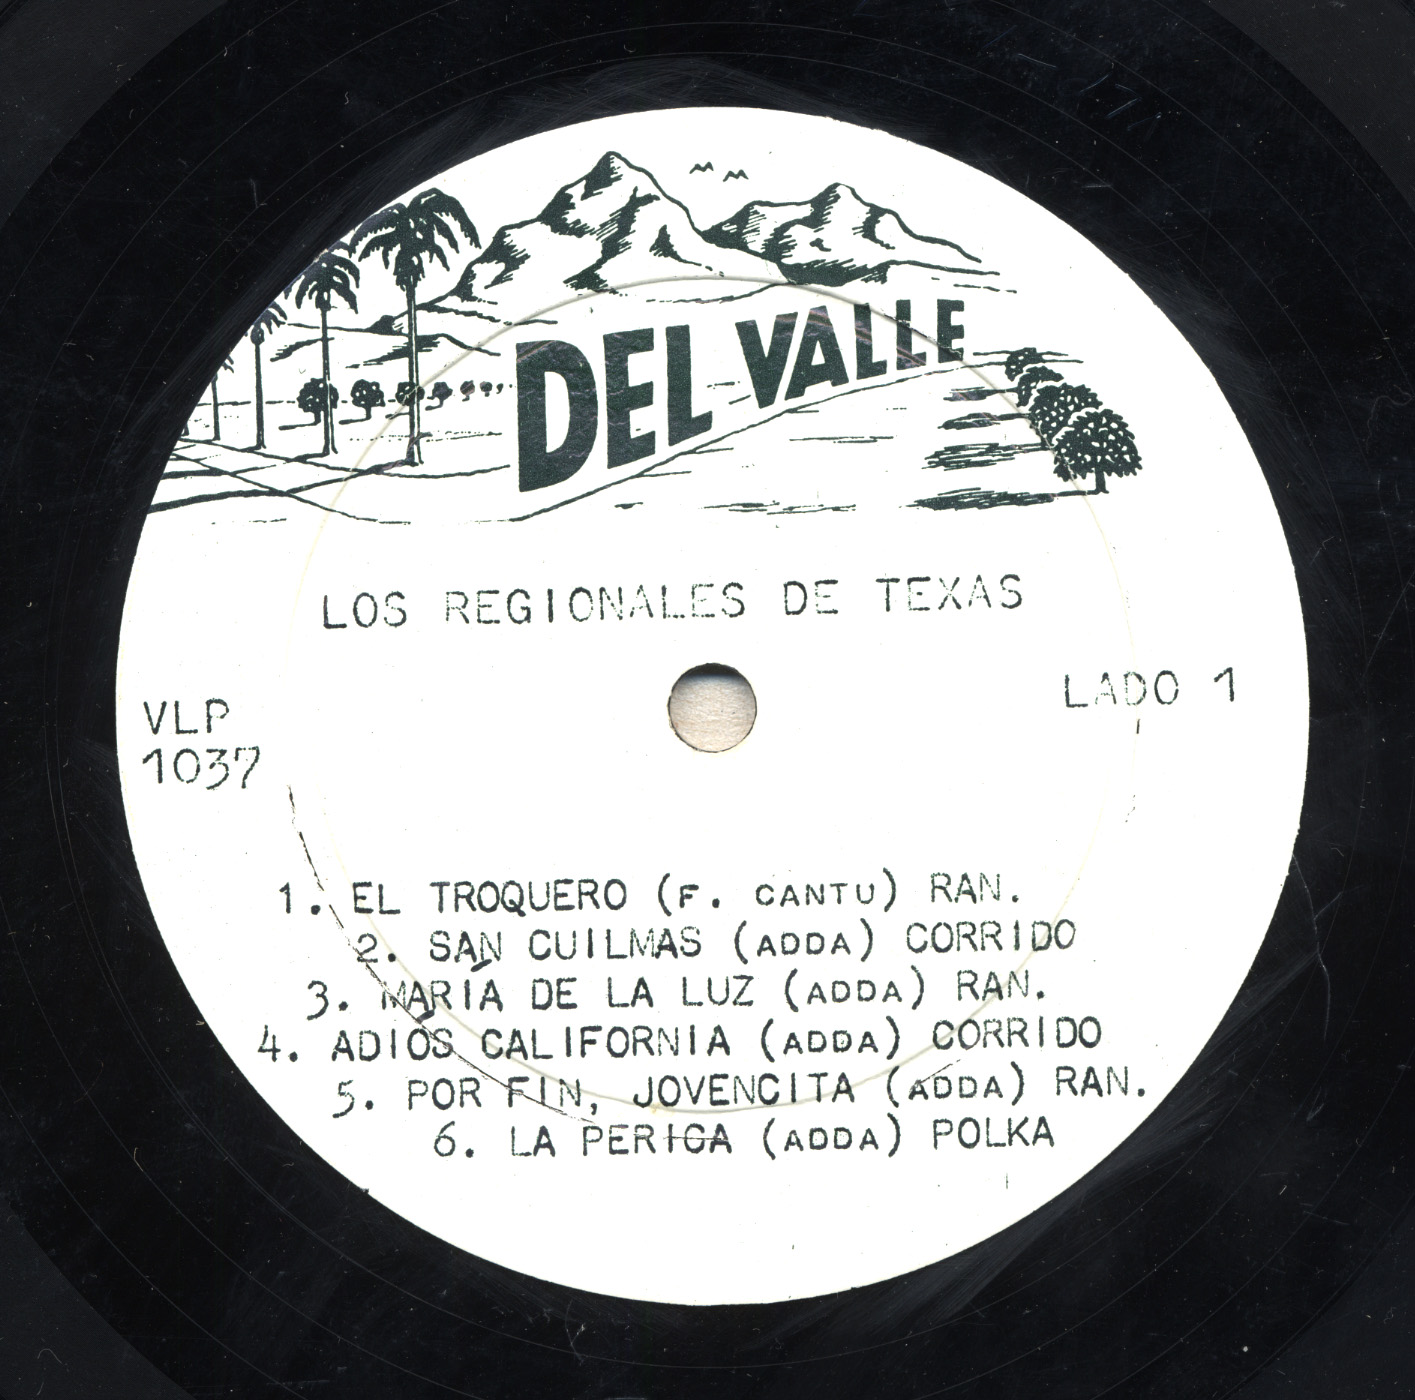 DEL VALLE
LOS REGIONALES DE TEXAS
LADO 1
VLP
1037
1. EL TROQUERO (F. CANTU) RAN.
2. SAN CUILMAS (ADDA) CORRIDO
3. MARÍA DE LA LUZ (ADDA) RAN.
4. ADIÓS CALIFORNIA (ADDA) CORRIDO
5. POR FIN, JOVENCITA (ADDA) RAN.
6. LA PERICA (ADDA) POLKA